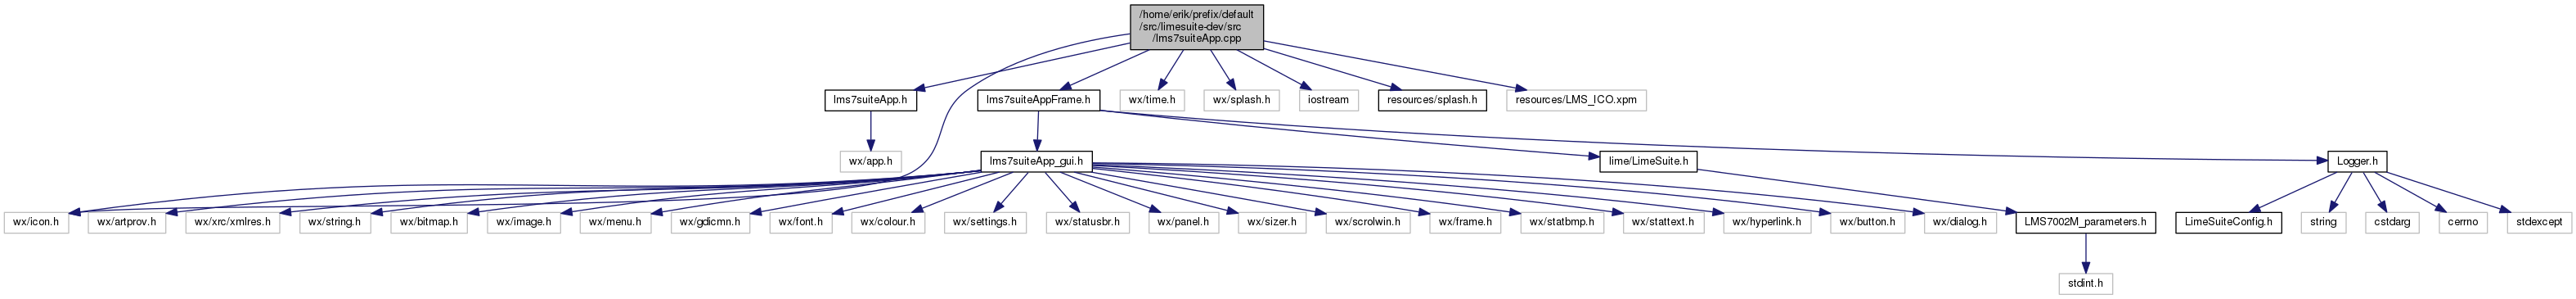 /home/erik/prefix/default
/src/limesuite-dev/src
/lms7suiteApp.cpp
lms7suiteApp.h
lms7suiteAppFrame.h
wx/time.h
wx/splash.h
iostream
resources/splash.h
resources/LMS_ICO.xpm
wx/app.h
lms7suiteApp_gui.h
lime/LimeSuite.h
Logger.h
wx/icon.h
wx/artprov.h
wx/xrc/xmlres.h
wx/string.h
wx/bitmap.h
wx/image.h
wx/menu.h
wx/gdicmn.h
wx/font.h
wx/colour.h
wx/settings.h
wx/statusbr.h
wx/panel.h
wx/sizer.h
wx/scrolwin.h
wx/frame.h
wx/statbmp.h
wx/stattext.h
wx/hyperlink.h
wx/button.h
wx/dialog.h
LMS7002M_parameters.h
LimeSuiteConfig.h
string
cstdarg
cerrno
stdexcept
stdint.h